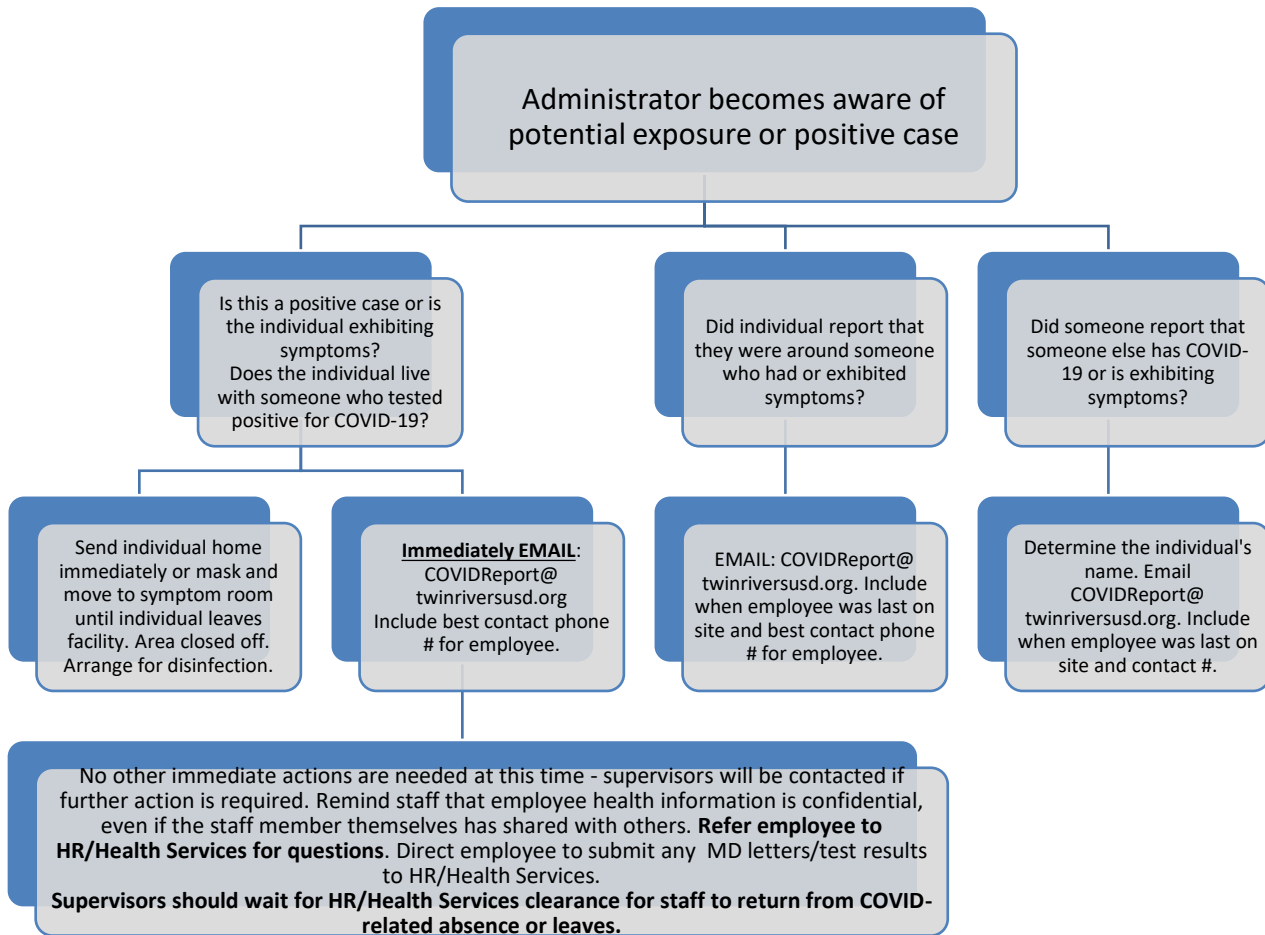 Administrator becomes aware of
potential exposure or positive case
Is this a positive case or is
the individual exhibiting
symptoms?
Does the individual live
with someone who tested
positive for COVID-19?
Did individual report that
they were around someone
who had or exhibited
symptoms?
Did someone report that
someone else has COVID-
19 or is exhibiting
symptoms?
Send individual home
immediately or mask and
move to symptom room
until individual leaves
facility. Area closed off.
Arrange for disinfection.
Immediately EMAIL:
COVIDReport@
twinriversusd.org
Include best contact phone
# for employee.
EMAIL: COVIDReport@
twinriversusd.org. Include
when employee was last on
site and best contact phone
# for employee.
Determine the individual's
name. Email
COVIDReport@
twinriversusd.org. Include
when employee was last on
site and contact #.
No other immediate actions are needed at this time - supervisors will be contacted if
further action is required. Remind staff that employee health information is confidential,
even if the staff member themselves has shared with others. Refer employee to
HR/Health Services for questions. Direct employee to submit any MD letters/test results
to HR/Health Services.
Supervisors should wait for HR/Health Services clearance for staff to return from COVID-
related absence or leaves.